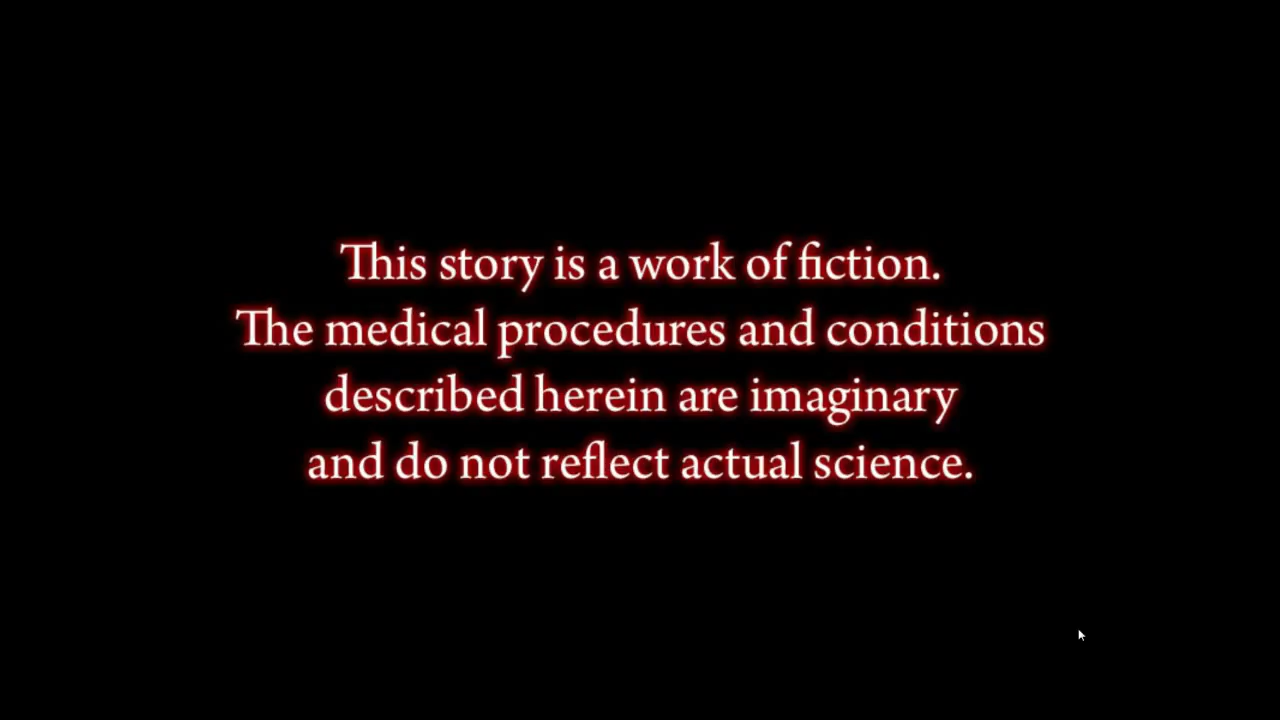 This story is a work of fiction.
The medical procedures and conditions
described herein are imaginary
and do not reflect actual science.